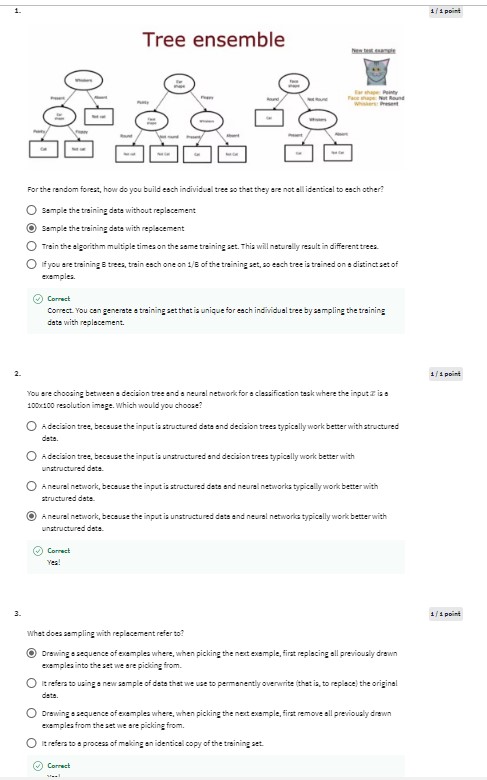 1.
1 / 1 point
Tree ensemble
New test example
Ear shape: Pointy
Face shape: Not Round
Whiskers: Present
Whiskers
Present
Absent
Ear shape
Not cat
Pointy
Floppy
Cat
Not cat
Ear shape
Pointy
Floppy
Face shape
Whiskers
Round
Not round
Present
Absent
Not cat
Not cat
Cat
Not cat
Face shape
Round
Not Round
Cat
Whiskers
Present
Absent
Cat
Not cat
For the random forest, how do you build each individual tree so that they are not all identical to each other?
Sample the training data without replacement
Sample the training data with replacement
Train the algorithm multiple times on the same training set. This will naturally result in different trees.
If you are training B trees, train each one on 1/B of the training set, so each tree is trained on a distinct set of
examples.
Correct
Correct. You can generate a training set that is unique for each individual tree by sampling the training
data with replacement.
2.
1 / 1 point
You are choosing between a decision tree and a neural network for a classification task where the input x is a
100x100 resolution image. Which would you choose?
A decision tree, because the input is structured data and decision trees typically work better with structured
data.
A decision tree, because the input is unstructured and decision trees typically work better with
unstructured data.
A neural network, because the input is structured data and neural networks typically work better with
structured data.
A neural network, because the input is unstructured data and neural networks typically work better with
unstructured data.
Correct
Yes!
3.
1 / 1 point
What does sampling with replacement refer to?
Drawing a sequence of examples where, when picking the next example, first replacing all previously drawn
examples into the set we are picking from.
It refers to using a new sample of data that we use to permanently overwrite (that is, to replace) the original
data.
Drawing a sequence of examples where, when picking the next example, first remove all previously drawn
examples from the set we are picking from.
It refers to a process of making an identical copy of the training set.
Correct